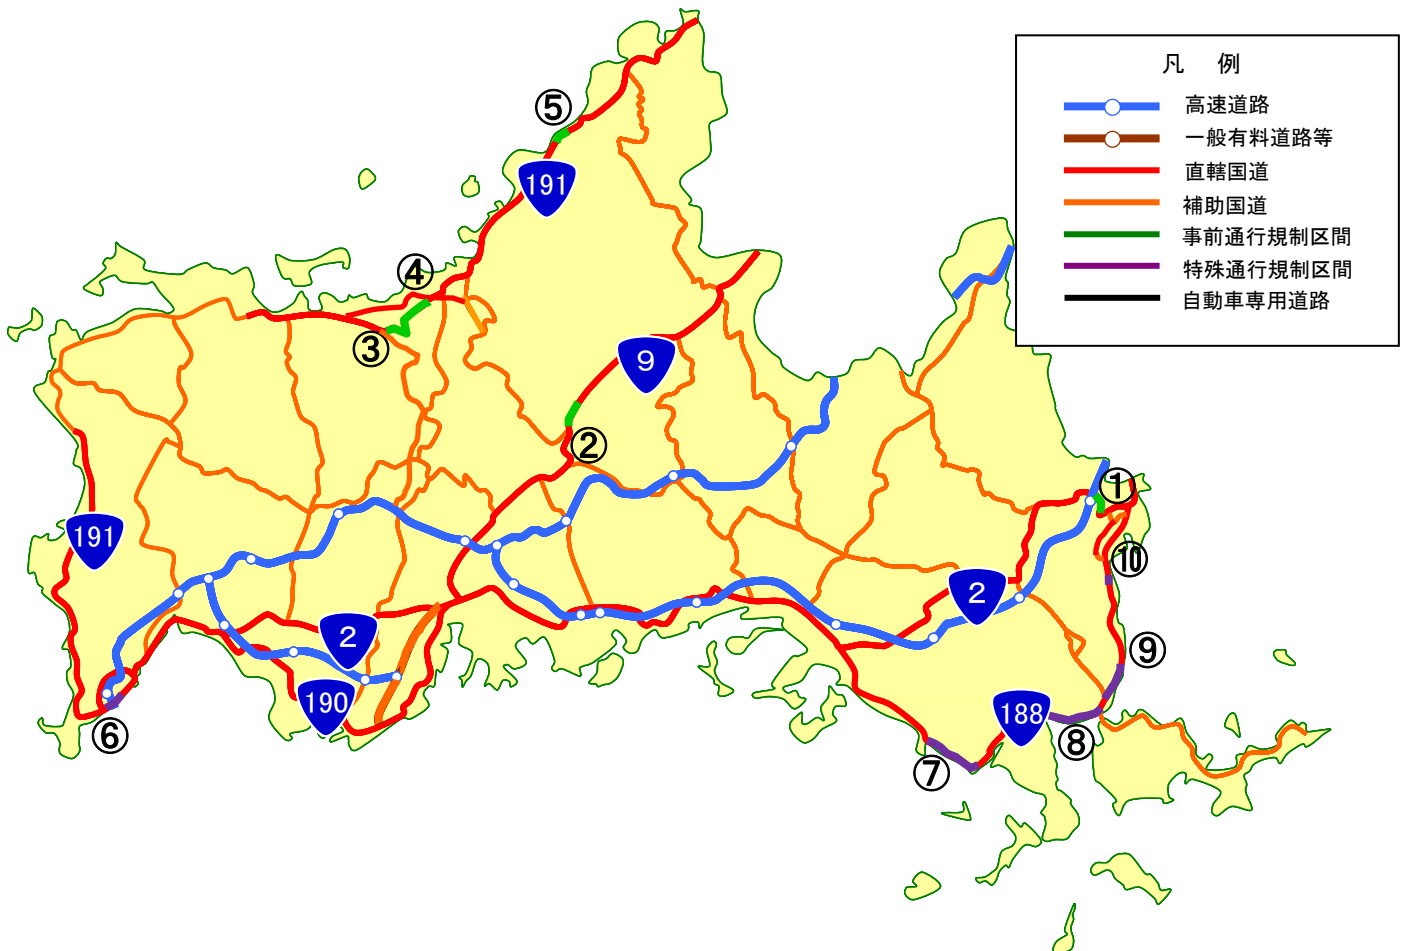 凡 例
高速道路
一般有料道路等
直轄国道
補助国道
事前通行規制区間
特殊通行規制区間
自動車専用道路
⑤
191
④
③
9
②
①
191
⑩
2
2
⑨
190
188
⑥
⑧
⑦